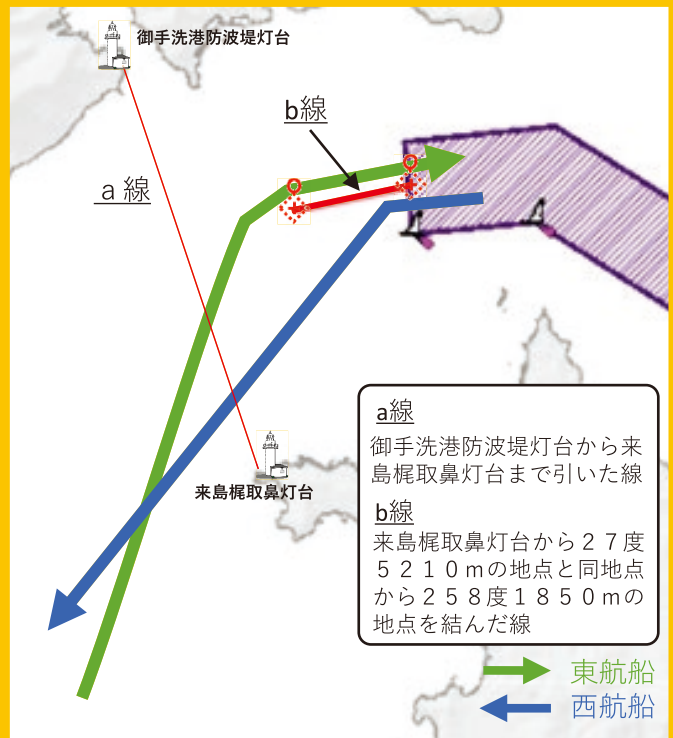 御手洗港防波堤灯台
b線
a線
来島梶取鼻灯台
a線
御手洗港防波堤灯台から来
島梶取鼻灯台まで引いた線
b線
来島梶取鼻灯台から２７度
５２１０ｍの地点と同地点
から２５８度１８５０ｍの
地点を結んだ線
東航船
西航船